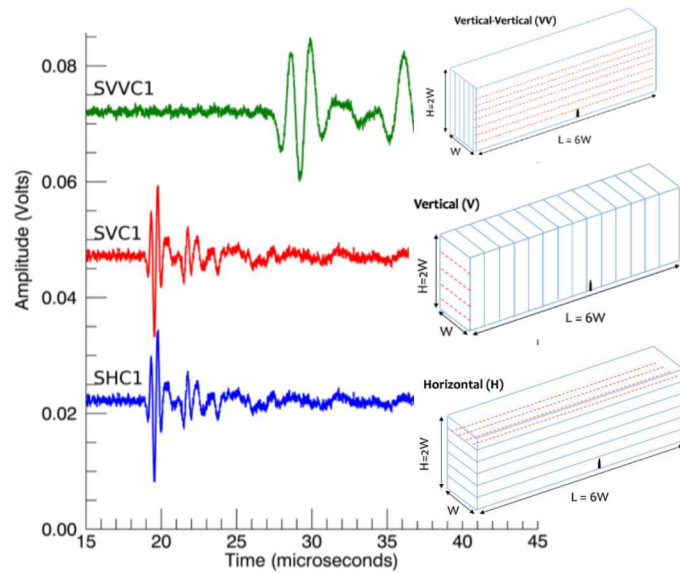 Vertical-Vertical (VV)
H=2W
W
L = 6W
Vertical (V)
H=2W
W
L = 6W
Horizontal (H)
H=2W
W
L = 6W
SVVC1
SVC1
SHC1
Amplitude (Volts)
0.08
0.06
0.04
0.02
0.00
15 20 25 30 35 40 45
Time (microseconds)